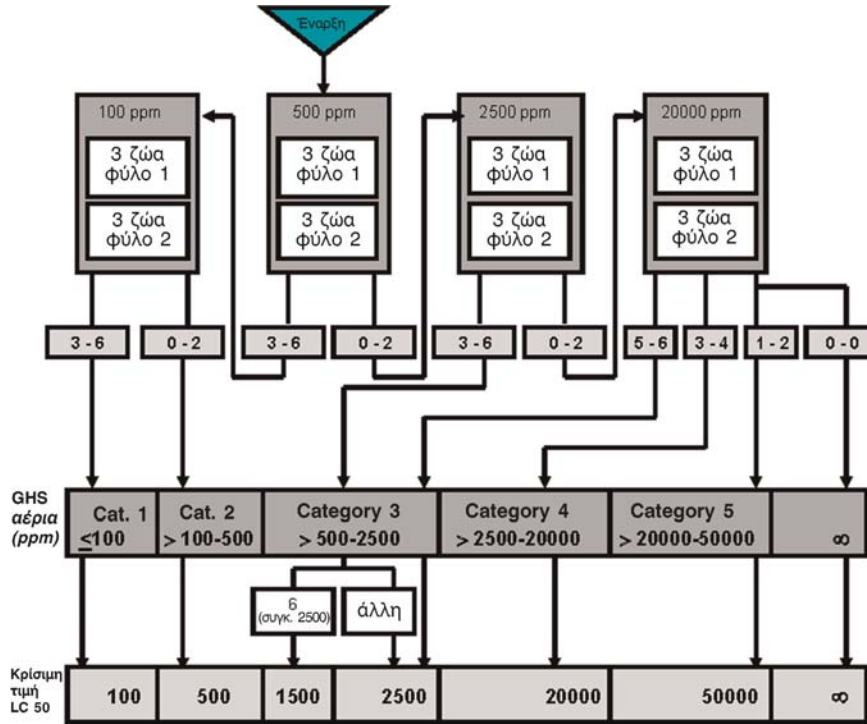 Έναρξη
100 ppm
500 ppm
2500 ppm
20000 ppm
3 ζώα
φύλο 1
3 ζώα
φύλο 1
3 ζώα
φύλο 1
3 ζώα
φύλο 1
3 ζώα
φύλο 2
3 ζώα
φύλο 2
3 ζώα
φύλο 2
3 ζώα
φύλο 2
3 - 6
0 - 2
3 - 6
0 - 2
3 - 6
0 - 2
5 - 6
3 - 4
1 - 2
0 - 0
GHS
αέρια
(ppm)
Cat. 1
≤100
Cat. 2
> 100-500
Category 3
> 500-2500
Category 4
> 2500-20000
Category 5
> 20000-50000
∞
6
(συγκ. 2500)
άλλη
Κρίσιμη
τιμή
LC 50
100
500
1500
2500
20000
50000
∞